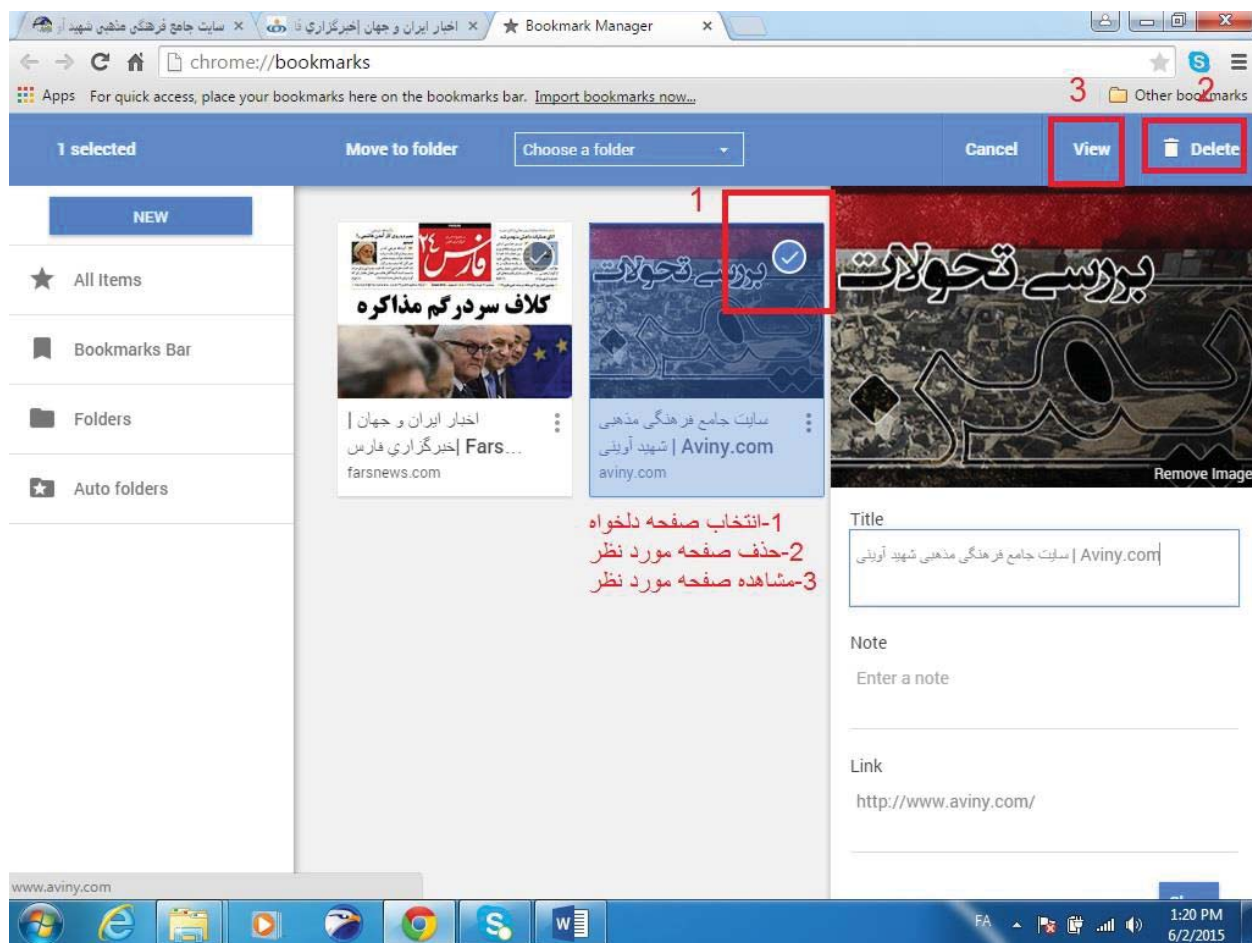 سایت جامع فرهنگی مذهبی شهید آو
اخبار ایران و جهان |خبرگزاري فا
Bookmark Manager
chrome://bookmarks
Apps For quick access, place your bookmarks here on the bookmarks bar. Import bookmarks now...
3
Other bookmarks
2
1 selected
Move to folder
Choose a folder
Cancel
View
Delete
1
NEW
All Items
Bookmarks Bar
Folders
Auto folders
فارس ۲۴
کلاف سردرگم مذاکره
اخبار ایران و جهان |
خبرگزاري فارس| Fars...
farsnews.com
بررسی تحولات
یمن
سایت جامع فرهنگی مذهبی
شهید آوینی | Aviny.com
aviny.com
1-انتخاب صفحه دلخواه
2-حذف صفحه مورد نظر
3-مشاهده صفحه مورد نظر
بررسی تحولات
یمن
Remove Image
Title
سایت جامع فرهنگی مذهبی شهید آوینی | Aviny.com
Note
Enter a note
Link
http://www.aviny.com/
www.aviny.com
FA
1:20 PM
6/2/2015